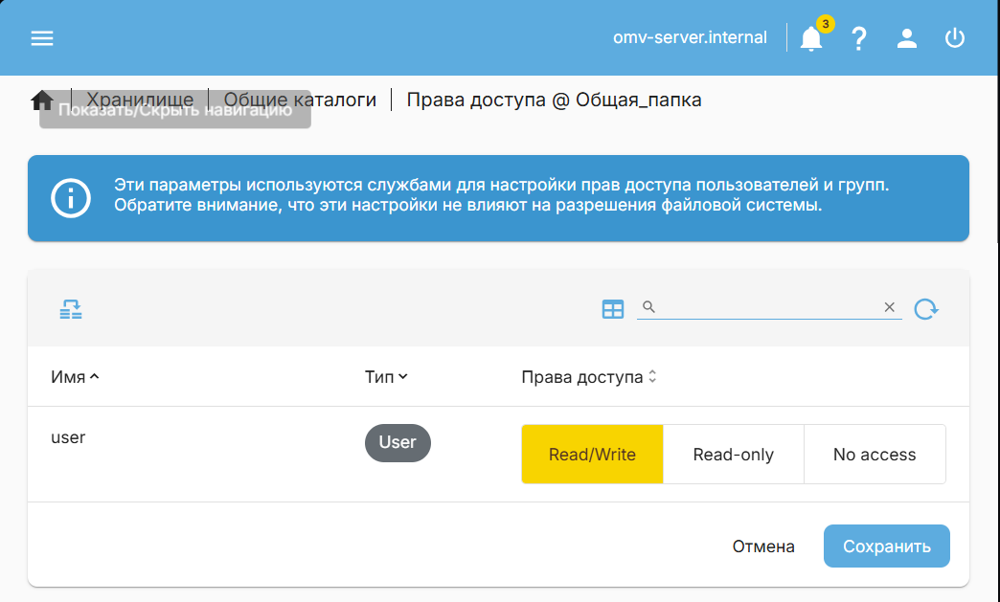 omv-server.internal
3
Хранилище | Общие каталоги | Права доступа @ Общая_папка
Показать/Скрыть навигацию
Эти параметры используются службами для настройки прав доступа пользователей и групп.
Обратите внимание, что эти настройки не влияют на разрешения файловой системы.
Имя Тип Права доступа
user User Read/Write Read-only No access
Отмена Сохранить